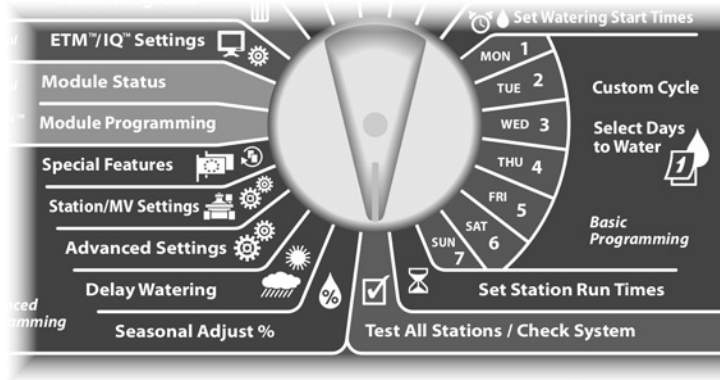 Set Watering Start Times
ETM™/IQ™ Settings
MON 1
Module Status
TUE 2
Custom Cycle
Module Programming
WED 3
Select Days
to Water
1
Special Features
THU 4
Station/MV Settings
FRI 5
Basic
Programming
SAT 6
Advanced Settings
SUN 7
Delay Watering
Set Station Run Times
%
Seasonal Adjust %
Test All Stations / Check System